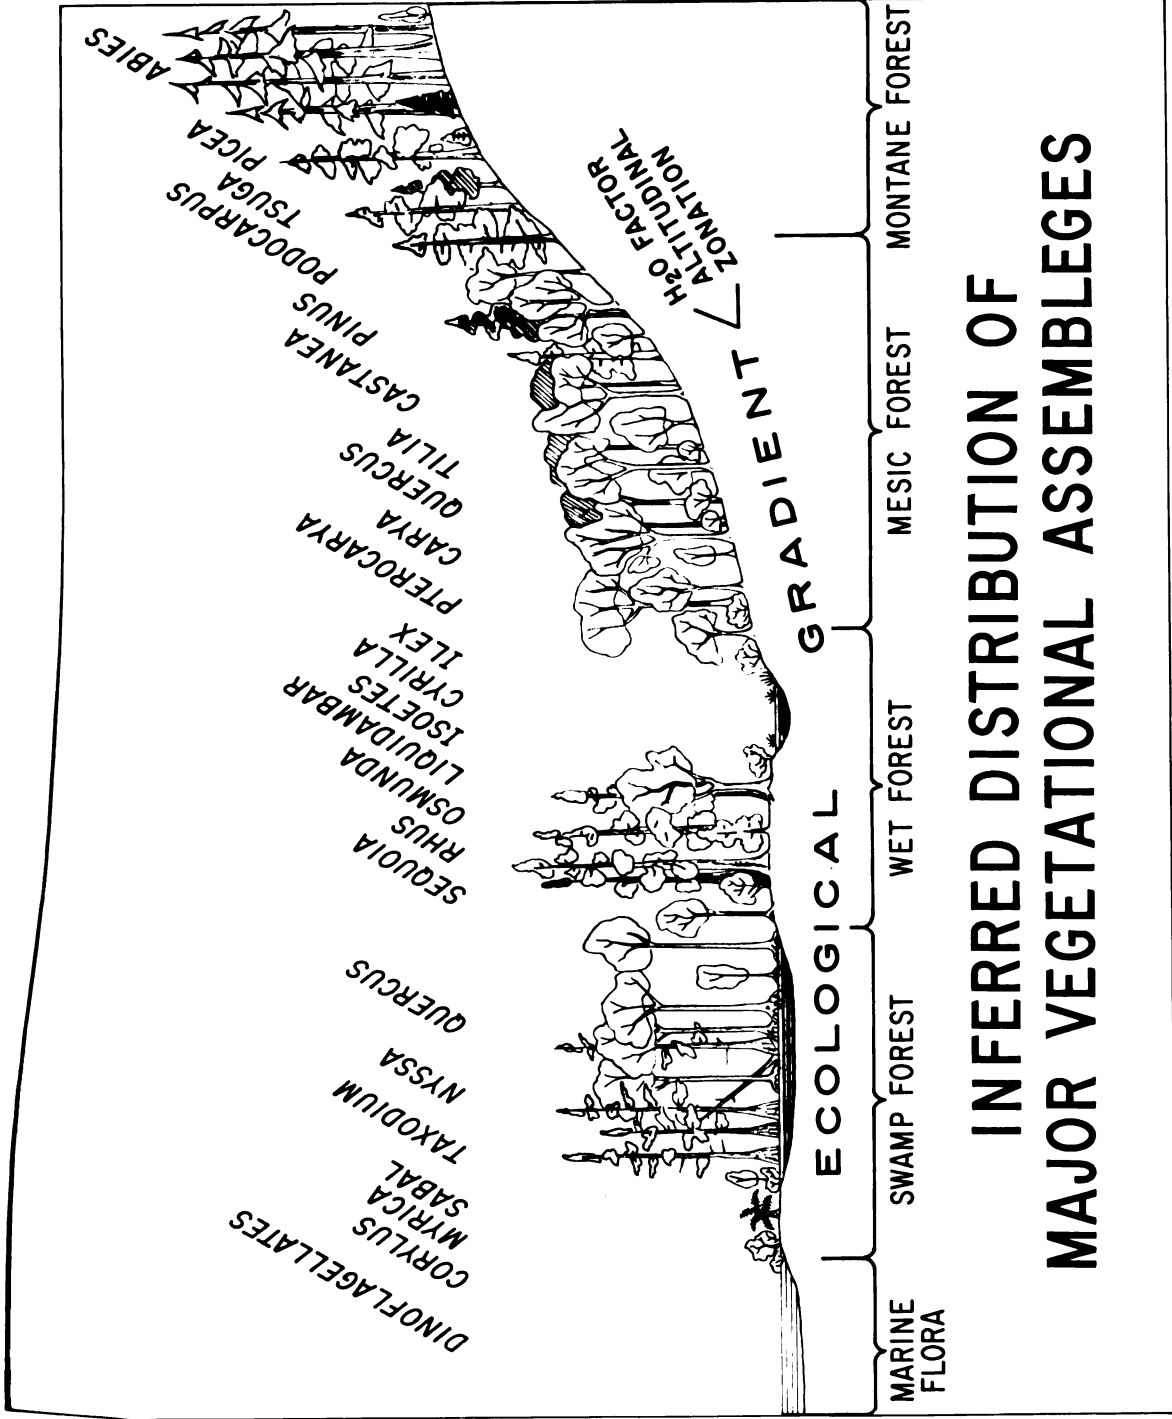 DINOFLAGELLATES
CORYLUS
MYRICA
SABAL
TAXODIUM
NYSSA
QUERCUS
SEQUOIA
RHUS
OSMUNDA
LIQUIDAMBAR
ISOETES
CYRILLA
ILEX
PTEROCARYA
CARYA
QUERCUS
TILIA
CASTANEA
PINUS
PODOCARPUS
TSUGA
PICEA
ABIES
ECOLOGICAL GRADIENT
H2O FACTOR
ALTITUDINAL
ZONATION
MARINE
FLORA
SWAMP FOREST
WET FOREST
MESIC FOREST
MONTANE FOREST
INFERRED DISTRIBUTION OF
MAJOR VEGETATIONAL ASSEMBLEGES